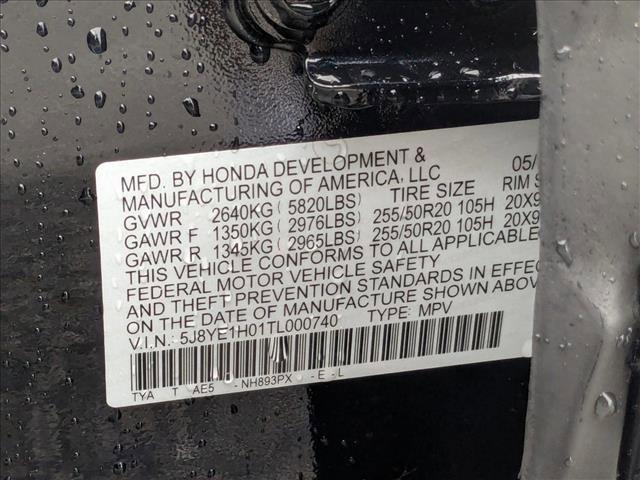 MFD. BY HONDA DEVELOPMENT & 05/
MANUFACTURING OF AMERICA, LLC
GVWR 2640KG ( 5820LBS) TIRE SIZE RIM S
GAWR F 1350KG ( 2976LBS) 255/50R20 105H 20X9
GAWR R 1345KG ( 2965LBS) 255/50R20 105H 20X9
THIS VEHICLE CONFORMS TO ALL APPLICABLE
FEDERAL MOTOR VEHICLE SAFETY
AND THEFT PREVENTION STANDARDS IN EFFEC
ON THE DATE OF MANUFACTURE SHOWN ABOV
V.I.N.: 5J8YE1H01TL000740 TYPE: MPV
TYA T AE5 - NH893PX - E - L